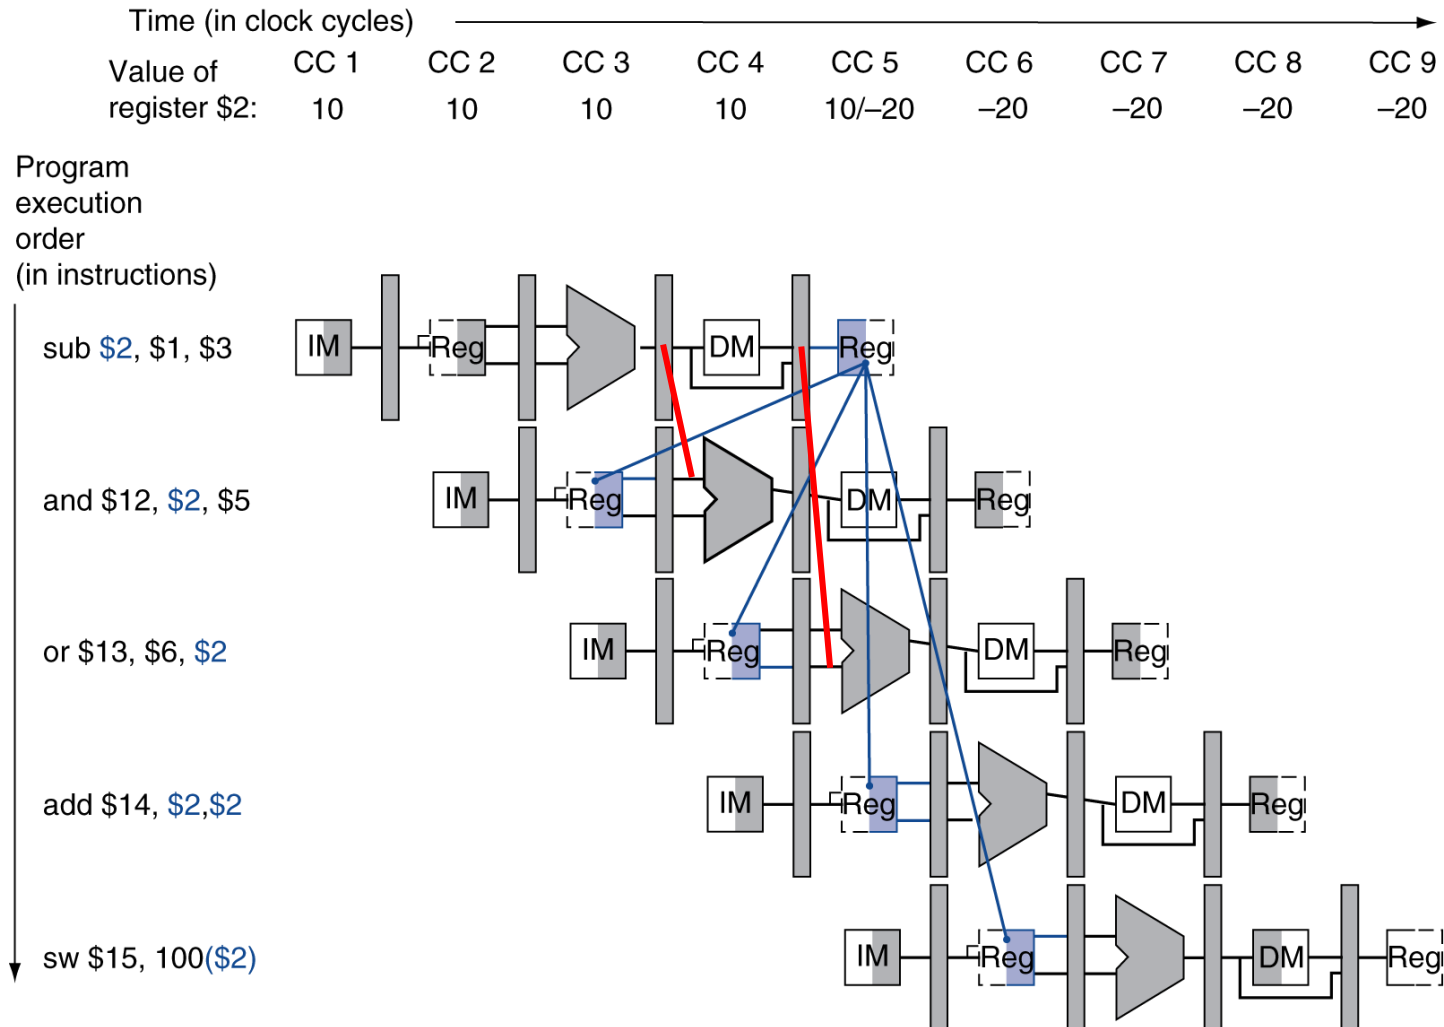 Time (in clock cycles)
Value of register $2:
CC 1 CC 2 CC 3 CC 4 CC 5 CC 6 CC 7 CC 8 CC 9
10 10 10 10 10/–20 –20 –20 –20 –20
Program
execution
order
(in instructions)
sub $2, $1, $3
IM Reg DM Reg
and $12, $2, $5
IM Reg DM Reg
or $13, $6, $2
IM Reg DM Reg
add $14, $2,$2
IM Reg DM Reg
sw $15, 100($2)
IM Reg DM Reg